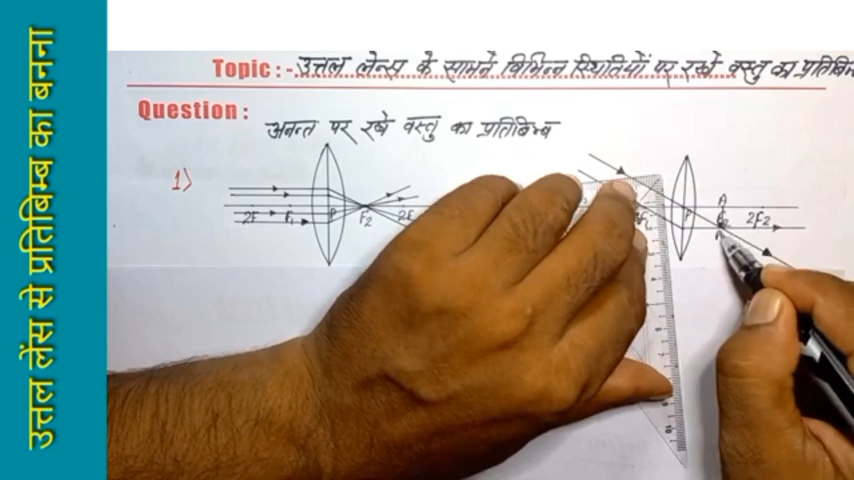 उत्तल लेंस से प्रतिबिम्ब का बनना
Topic : - उत्तल लेन्स के सामने विभिन्न स्थितियों पर रखे वस्तु का प्रतिबिम्ब
Question :
अनन्त पर रखे वस्तु का प्रतिबिम्ब
1)
2F F₁ P F₂ 2F
P A F₂ 2F₂